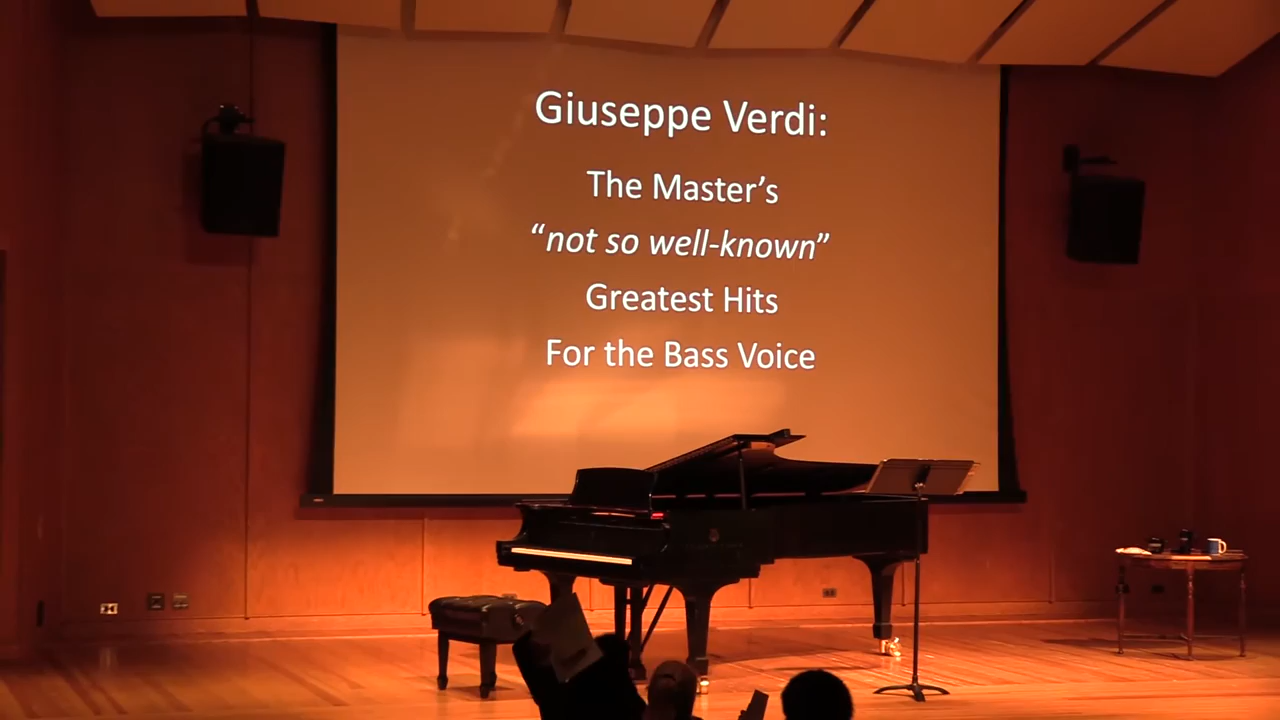 Giuseppe Verdi:
The Master’s
“not so well-known”
Greatest Hits
For the Bass Voice